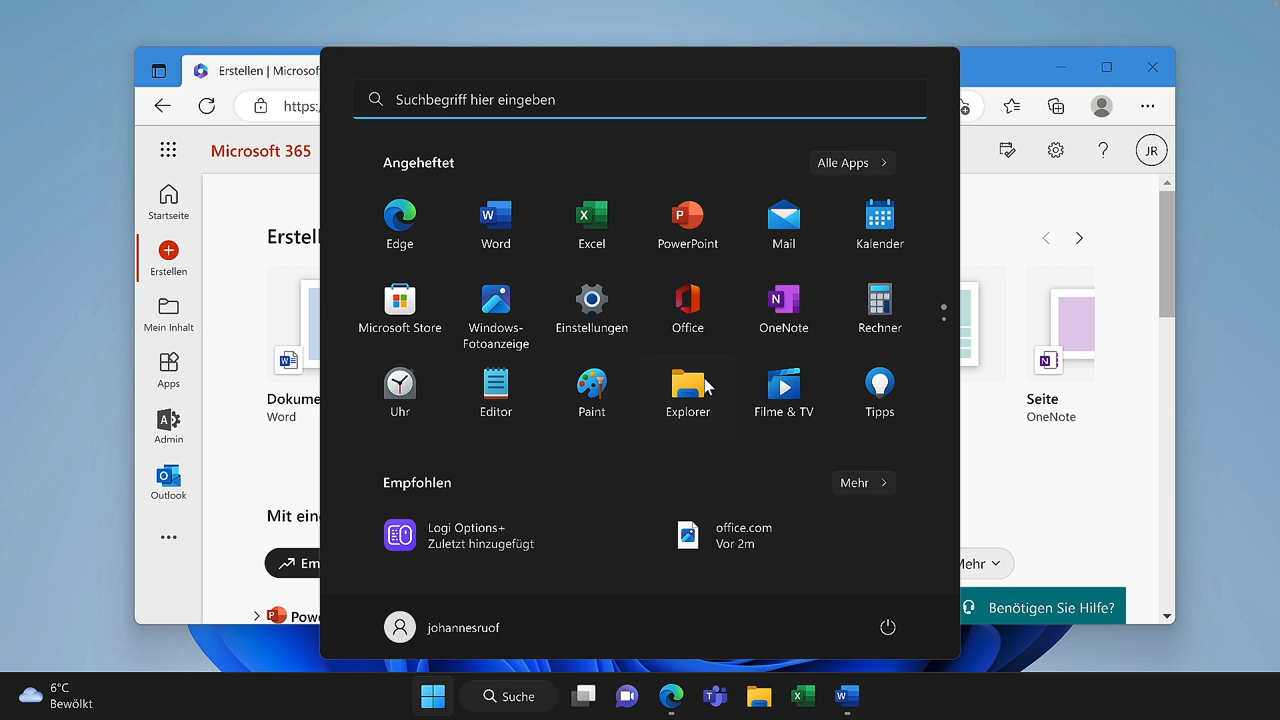 Erstellen | Microsof
https:
Suchbegriff hier eingeben
Microsoft 365
JR
Startseite
Erstellen
Mein Inhalt
Apps
Admin
Outlook
Erstell
Dokume
Word
Mit ein
Em
Pow
Angeheftet
Alle Apps
Edge
Word
Excel
PowerPoint
Mail
Kalender
Microsoft Store
Windows-
Fotoanzeige
Einstellungen
Office
OneNote
Rechner
Uhr
Editor
Paint
Explorer
Filme & TV
Tipps
Empfohlen
Mehr
Logi Options+
Zuletzt hinzugefügt
office.com
Vor 2m
johannesruof
Seite
OneNote
Mehr
Benötigen Sie Hilfe?
6°C
Bewölkt
Suche